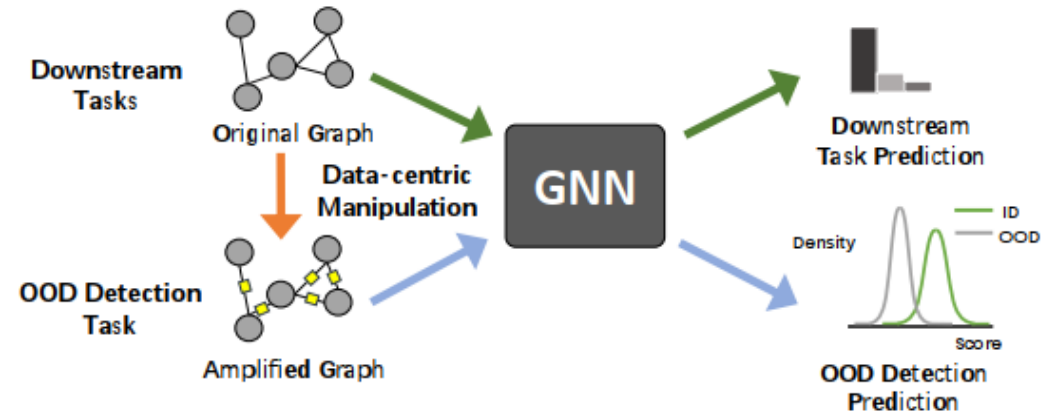 Downstream
Tasks
Original Graph
Data-centric
Manipulation
OOD Detection
Task
Amplified Graph
GNN
Downstream
Task Prediction
Density
ID
OOD
Score
OOD Detection
Prediction